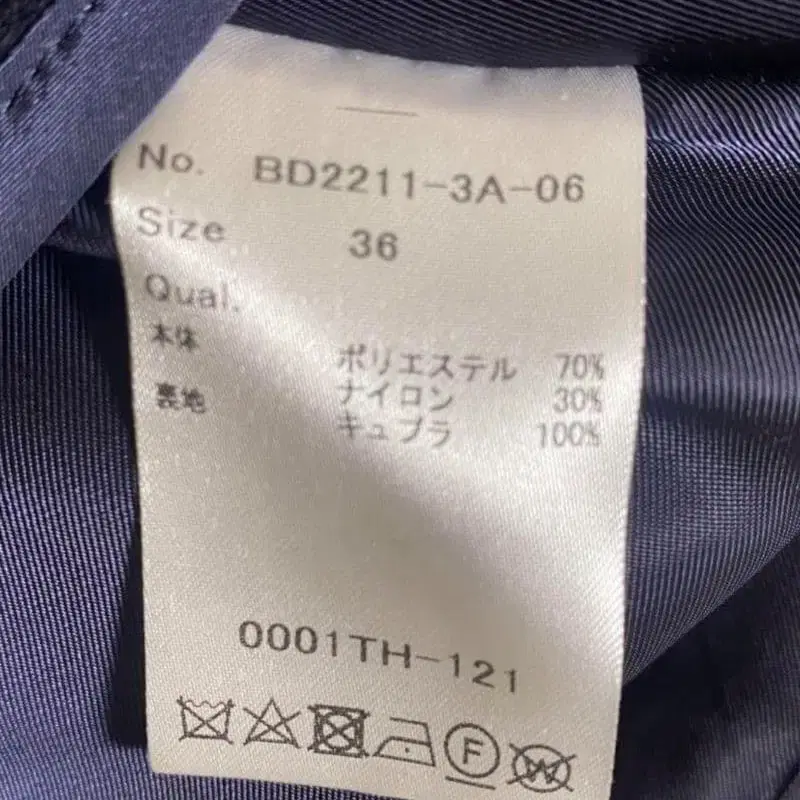 No. BD2211-3A-06
Size 36
Qual.
本体 ポリエステル 70%
ナイロン 30%
裏地 キュプラ 100%
0001TH-121
F W